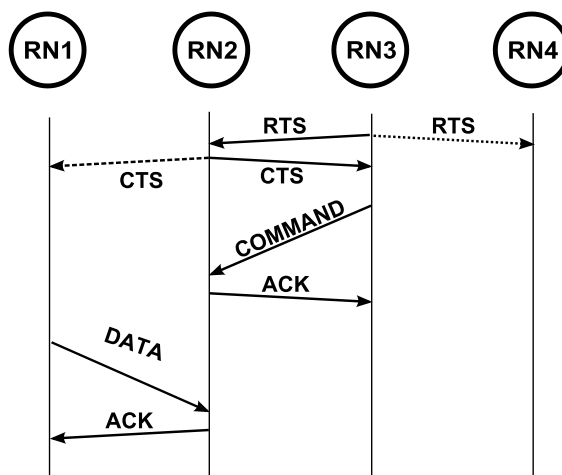 RN1 RN2 RN3 RN4
RTS RTS
CTS CTS
COMMAND
ACK
DATA
ACK